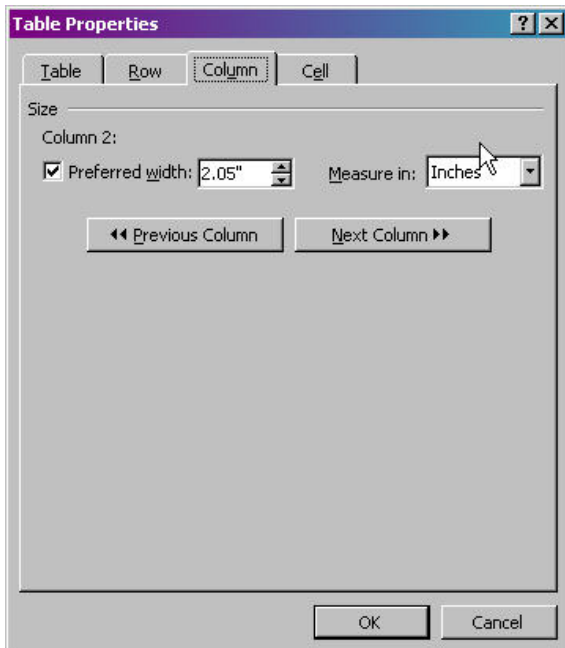 Table Properties
Table Row Column Cell
Size
Column 2:
Preferred width: 2.05" Measure in: Inches
Previous Column Next Column
OK Cancel